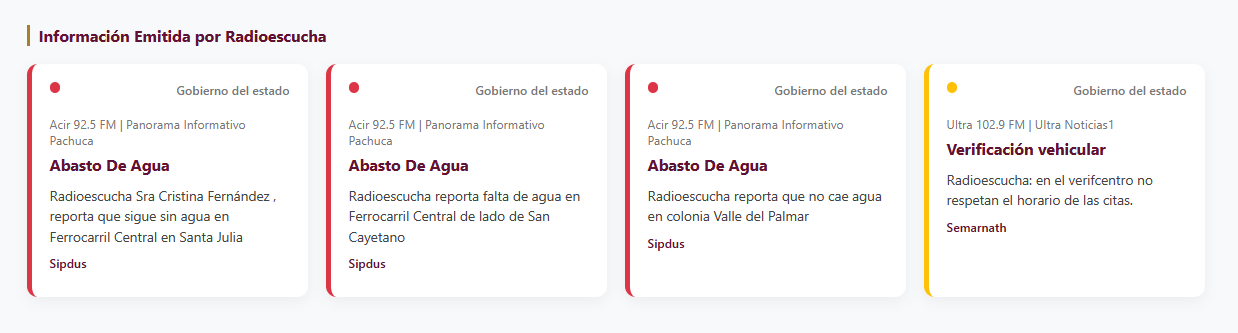 Información Emitida por Radioescucha
Gobierno del estado
Acir 92.5 FM | Panorama Informativo
Pachuca
Abasto De Agua
Radioescucha Sra Cristina Fernández ,
reporta que sigue sin agua en
Ferrocarril Central en Santa Julia
Sipdus
Gobierno del estado
Acir 92.5 FM | Panorama Informativo
Pachuca
Abasto De Agua
Radioescucha reporta falta de agua en
Ferrocarril Central de lado de San
Cayetano
Sipdus
Gobierno del estado
Acir 92.5 FM | Panorama Informativo
Pachuca
Abasto De Agua
Radioescucha reporta que no cae agua
en colonia Valle del Palmar
Sipdus
Gobierno del estado
Ultra 102.9 FM | Ultra Noticias1
Verificación vehicular
Radioescucha: en el verifcentro no
respetan el horario de las citas.
Semarnath